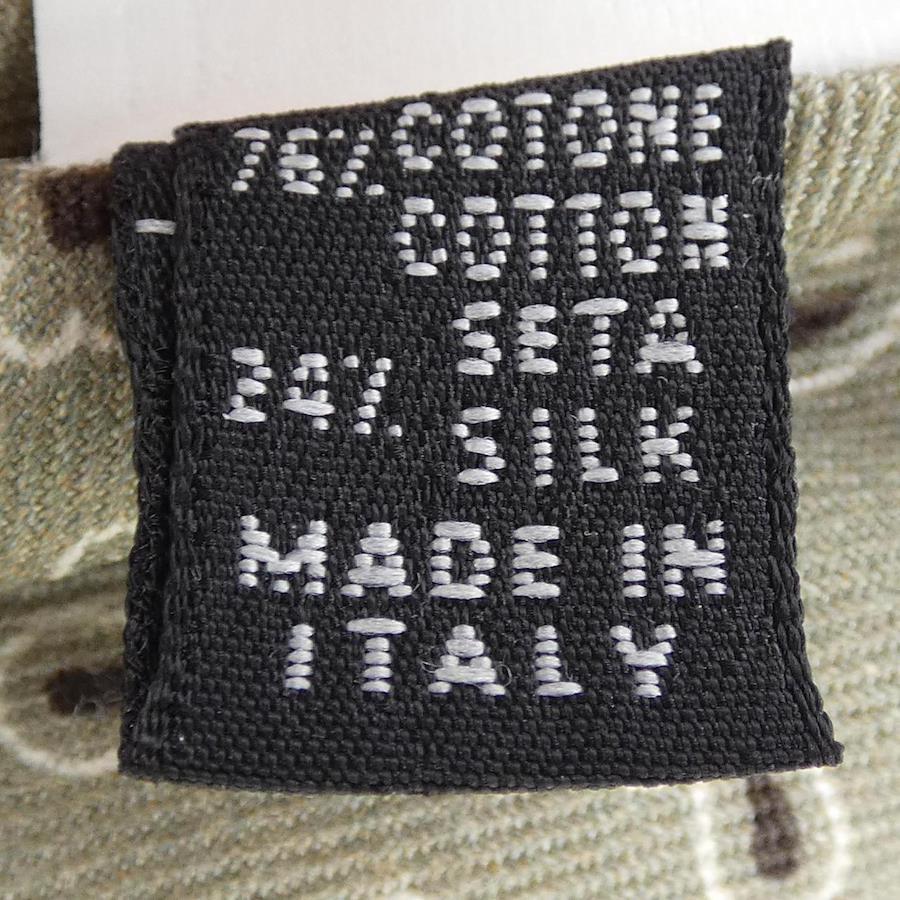 76% COTONE
COTTON
SETA
24%
SILK
MADE IN
ITALY